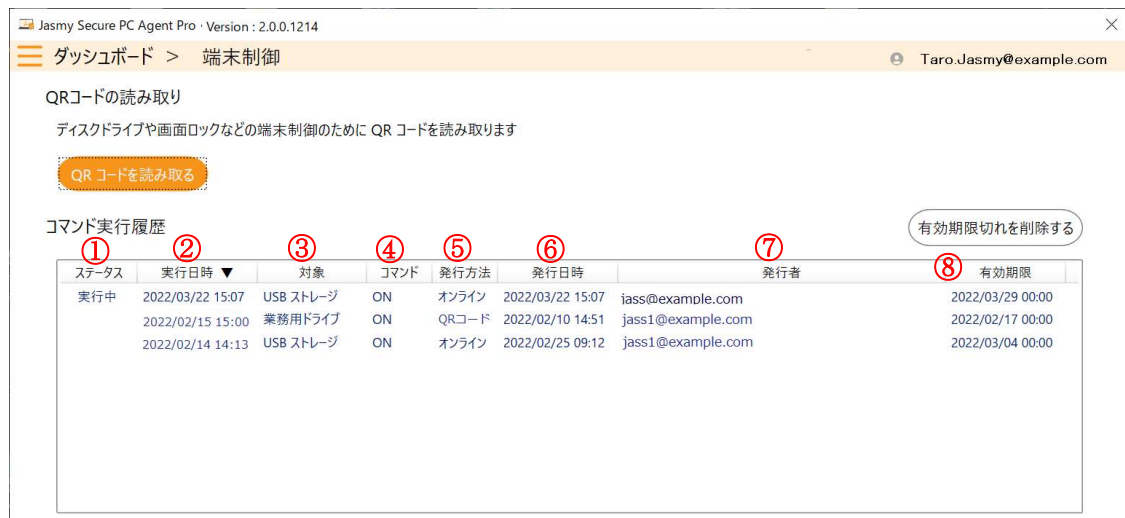 Jasmy Secure PC Agent Pro · Version : 2.0.0.1214
ダッシュボード > 端末制御 Taro.Jasmy@example.com
QRコードの読み取り
ディスクドライブや画面ロックなどの端末制御のために QR コードを読み取ります
QR コードを読み取る
コマンド実行履歴 有効期限切れを削除する
① ② ③ ④ ⑤ ⑥ ⑦ ⑧
ステータス 実行日時 ▼ 対象 コマンド 発行方法 発行日時 発行者 有効期限
実行中 2022/03/22 15:07 USB ストレージ ON オンライン 2022/03/22 15:07 jass@example.com 2022/03/29 00:00
2022/02/15 15:00 業務用ドライブ ON QRコード 2022/02/10 14:51 jass1@example.com 2022/02/17 00:00
2022/02/14 14:13 USB ストレージ ON オンライン 2022/02/25 09:12 jass1@example.com 2022/03/04 00:00